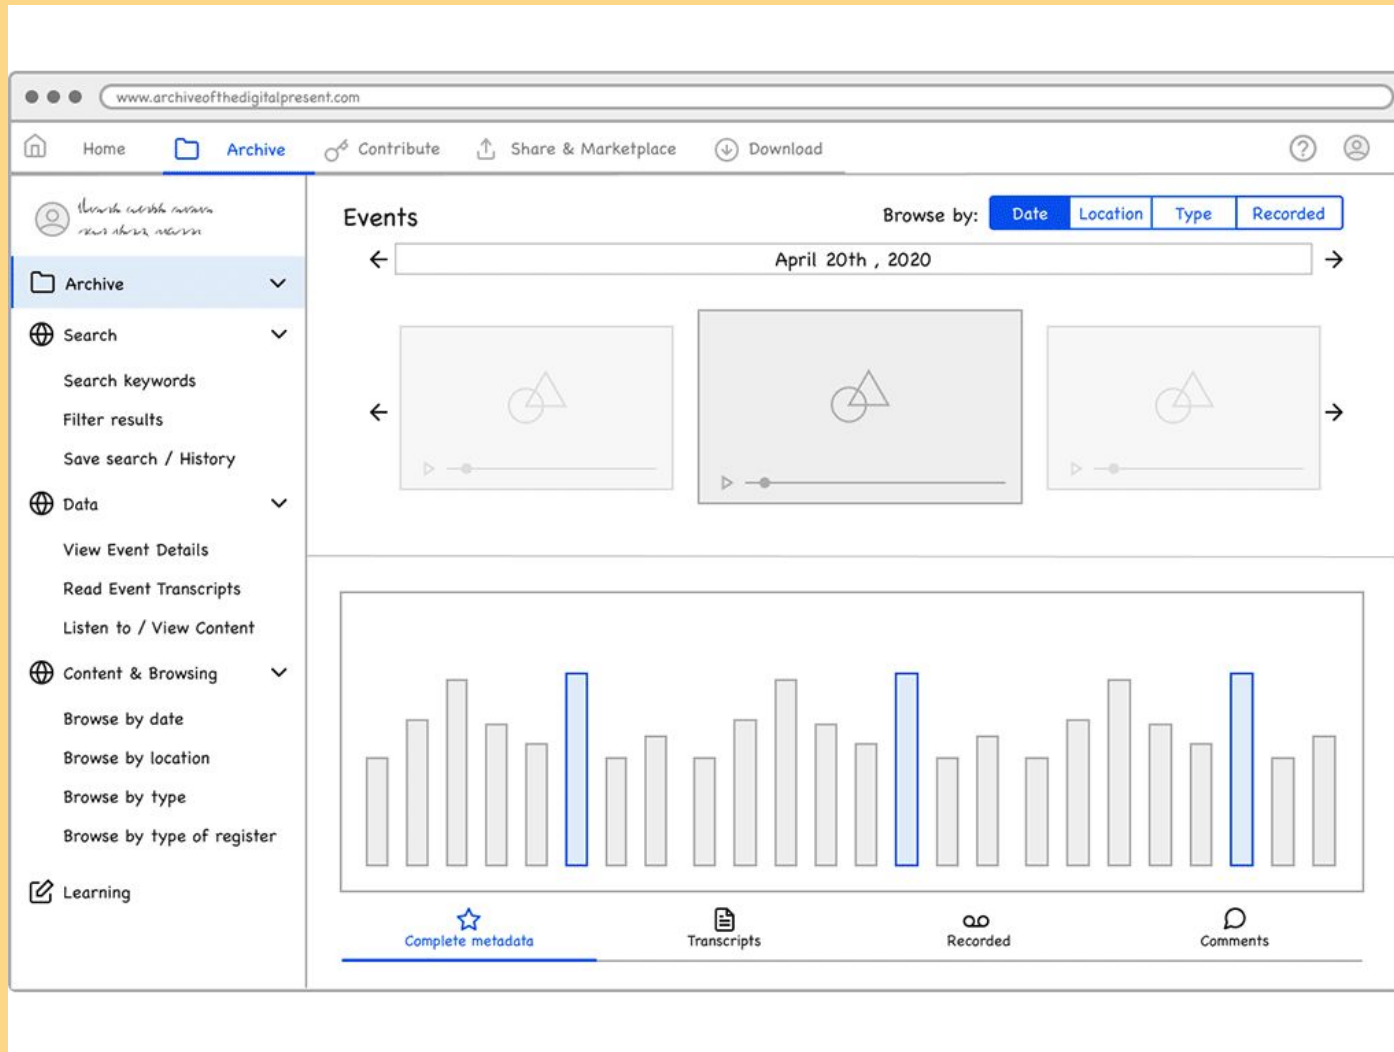 www.archiveofthedigitalpresent.com
Home
Archive
Contribute
Share & Marketplace
Download
?
Archive
Search
Search keywords
Filter results
Save search / History
Data
View Event Details
Read Event Transcripts
Listen to / View Content
Content & Browsing
Browse by date
Browse by location
Browse by type
Browse by type of register
Learning
Events
Browse by: Date Location Type Recorded
April 20th , 2020
Complete metadata
Transcripts
Recorded
Comments